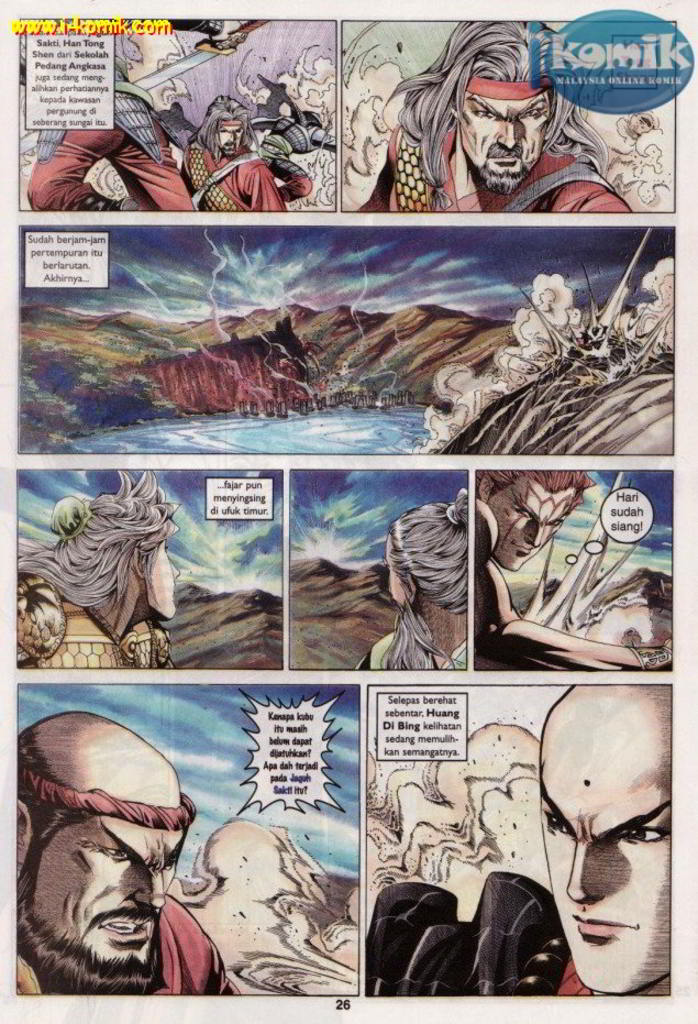 www.i-komik.com
Sakti, Han Tong
Shen dari Sekolah
Pedang Angkasa
juga sedang meng-
alihkan perhatiannya
kepada kawasan
pergunung di
seberang sungai itu.
komik
MALAYSIA ONLINE KOMIK
Sudah berjam-jam
pertempuran itu
berlarutan.
Akhirnya...
...fajar pun
menyingsing
di ufuk timur.
Hari
sudah
siang!
Kenapa kubu
itu masih
belum dapat
dijatuhkan?
Apa dah terjadi
pada Jaguh
Sakti itu?
Selepas berehat
sebentar, Huang
Di Bing kelihatan
sedang memulih-
kan semangatnya.
26